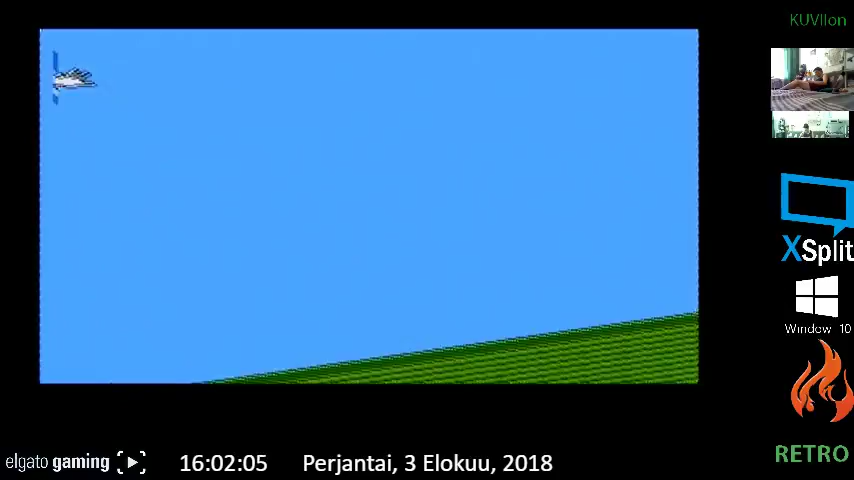 KUVIIon
XSplit
Window 10
RETRO
elgato gaming
16:02:05 Perjantai, 3 Elokuu, 2018